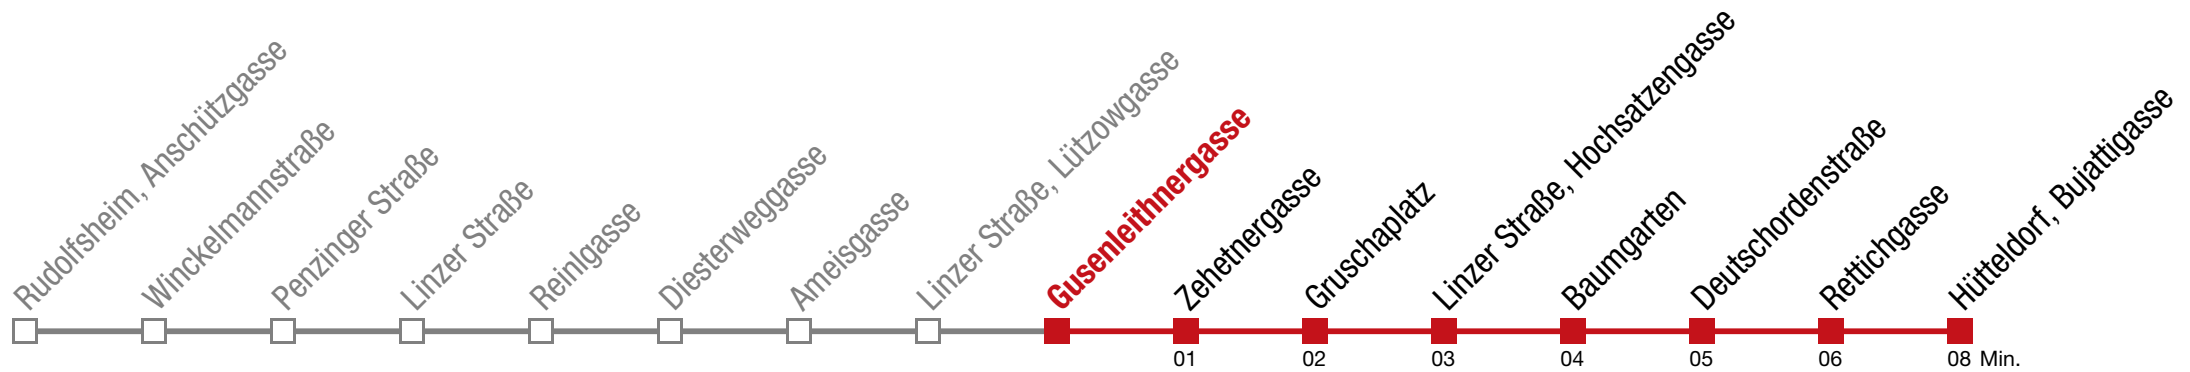 Rudolfsheim, Anschützgasse
Winckelmannstraße
Penzinger Straße
Linzer Straße
Reinlgasse
Diesterweggasse
Ameisgasse
Linzer Straße, Lützowgasse
Gusenleithnergasse
Zehetnergasse
Gruschaplatz
Linzer Straße, Hochsatzengasse
Baumgarten
Deutschordenstraße
Rettichgasse
Hütteldorf, Bujattigasse
01 02 03 04 05 06 08 Min.